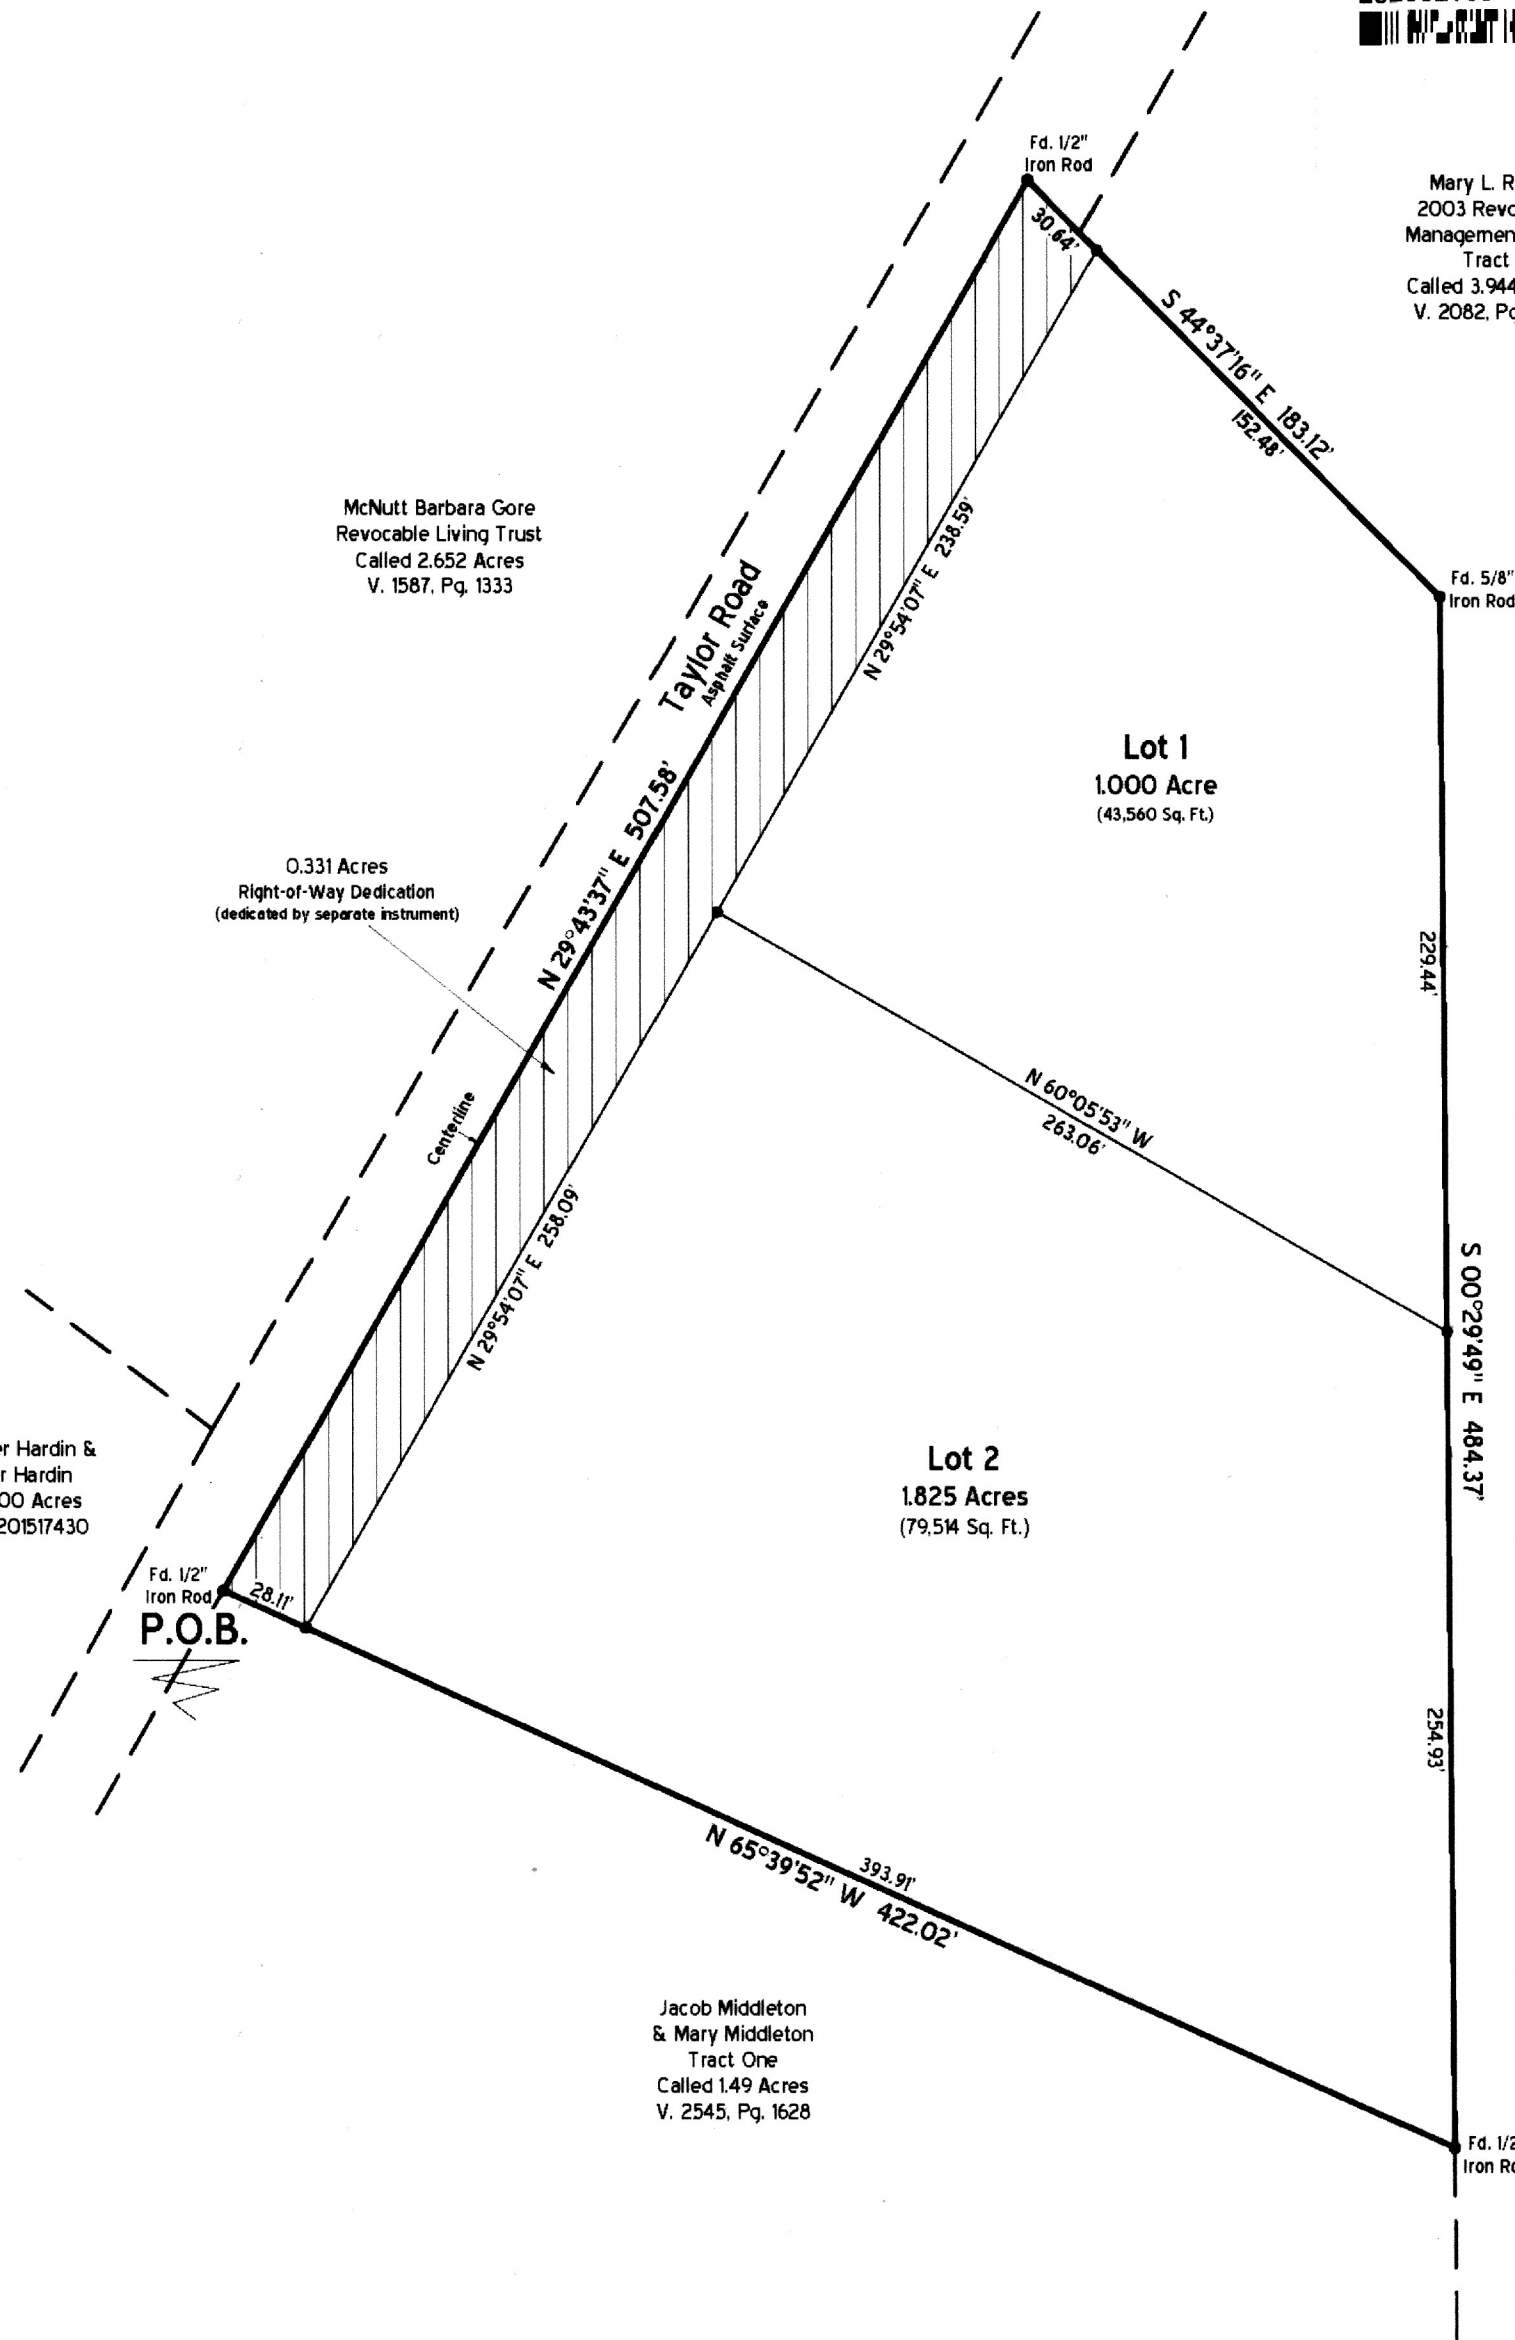 Fd. 1/2"
Iron Rod
30.64'
Mary L. R
2003 Revo
Managemen
Tract
Called 3.944
V. 2082, Pg
S 44°37'16" E 183.12'
152.48'
McNutt Barbara Gore
Revocable Living Trust
Called 2.652 Acres
V. 1587, Pg. 1333
Taylor Road
Asphalt Surface
N 29°54'07" E 238.59'
Fd. 5/8"
Iron Rod
Lot 1
1.000 Acre
(43,560 Sq. Ft.)
N 29°43'37" E 507.58'
0.331 Acres
Right-of-Way Dedication
(dedicated by separate instrument)
229.44'
Centerline
N 60°05'53" W
263.06'
N 29°54'07" E 258.09'
S 00°29'49" E 484.37'
r Hardin &
r Hardin
00 Acres
201517430
Lot 2
1.825 Acres
(79,514 Sq. Ft.)
Fd. 1/2"
Iron Rod
28.11'
P.O.B.
254.93'
N 65°39'52" W 422.02'
393.91'
Jacob Middleton
& Mary Middleton
Tract One
Called 1.49 Acres
V. 2545, Pg. 1628
Fd. 1/2
Iron Ro